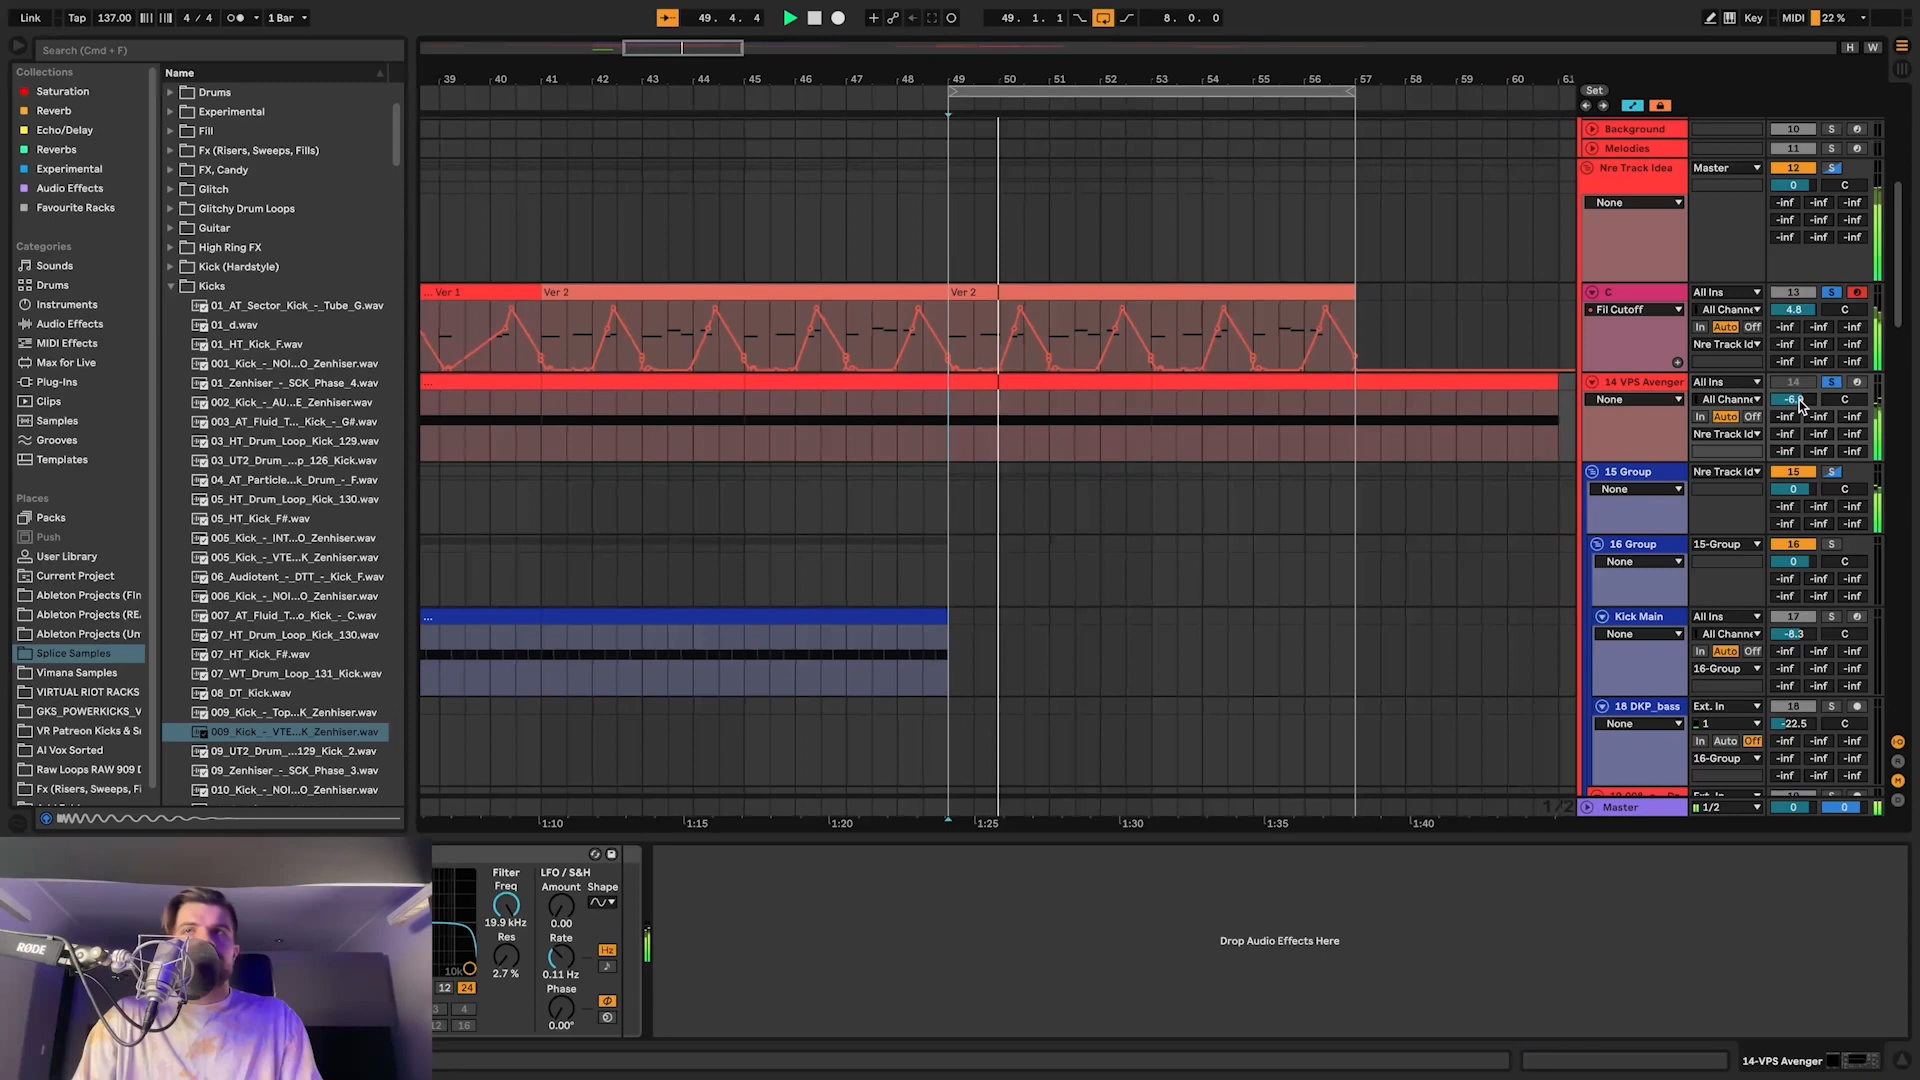 Link
Tap
137.00
4 / 4
1 Bar
49. 4. 4
49. 1. 1
8. 0. 0
Key
MIDI
22 %
Search (Cmd + F)
H
W
Collections
Saturation
Reverb
Echo/Delay
Reverbs
Experimental
Audio Effects
Favourite Racks
Categories
Sounds
Drums
Instruments
Audio Effects
MIDI Effects
Max for Live
Plug-Ins
Clips
Samples
Grooves
Templates
Places
Packs
Push
User Library
Current Project
Ableton Projects (FIn
Ableton Projects (RE
Ableton Projects (Un
Splice Samples
Vimana Samples
VIRTUAL RIOT RACKS
GKS_POWERKICKS_V
VR Patreon Kicks & S
AI Vox Sorted
Raw Loops RAW 909 D
Fx (Risers, Sweeps, Fi
Name
Drums
Experimental
Fill
Fx (Risers, Sweeps, Fills)
FX, Candy
Glitch
Glitchy Drum Loops
Guitar
High Ring FX
Kick (Hardstyle)
Kicks
01_AT_Sector_Kick_-_Tube_G.wav
01_d.wav
01_HT_Kick_F.wav
001_Kick_-_NOI...O_Zenhiser.wav
01_Zenhiser_-_SCK_Phase_4.wav
002_Kick_-_AU...E_Zenhiser.wav
003_AT_Fluid_T..._Kick_-_G#.wav
03_HT_Drum_Loop_Kick_129.wav
03_UT2_Drum_...p_126_Kick.wav
04_AT_Particle...k_Drum_-_F.wav
05_HT_Drum_Loop_Kick_130.wav
05_HT_Kick_F#.wav
005_Kick_-_INT...O_Zenhiser.wav
005_Kick_-_VTE...K_Zenhiser.wav
06_Audiotent_-_DTT_-_Kick_F.wav
006_Kick_-_NOI...O_Zenhiser.wav
007_AT_Fluid_T...o_Kick_-_C.wav
07_HT_Drum_Loop_Kick_130.wav
07_HT_Kick_F#.wav
07_WT_Drum_Loop_131_Kick.wav
08_DT_Kick.wav
009_Kick_-_Top...K_Zenhiser.wav
009_Kick_-_VTE...K_Zenhiser.wav
09_UT2_Drum_...129_Kick_2.wav
09_Zenhiser_-_SCK_Phase_3.wav
010_Kick_-_NOI...O_Zenhiser.wav
39 40 41 42 43 44 45 46 47 48 49 50 51 52 53 54 55 56 57 58 59 60 61
... Ver 1
Ver 2
Ver 2
...
...
1/2
1:10 1:15 1:20 1:25 1:30 1:35 1:40
Set
Background
10
S
Melodies
11
S
Nre Track Idea
Master
12
S
0
C
None
-inf -inf -inf
-inf -inf -inf
-inf -inf -inf
C
All Ins
13
S
Fil Cutoff
All Channe
4.8
C
In Auto Off
-inf -inf -inf
Nre Track Id
-inf -inf -inf
-inf -inf -inf
14 VPS Avenger
All Ins
14
S
None
All Channe
C
In Auto Off
-inf -inf -inf
Nre Track Id
-inf -inf -inf
-inf -inf -inf
15 Group
Nre Track Id
15
S
None
0
C
-inf -inf -inf
-inf -inf -inf
16 Group
15-Group
16
S
None
0
C
-inf -inf -inf
-inf -inf -inf
Kick Main
All Ins
17
S
None
All Channe
-8.3
C
In Auto Off
-inf -inf -inf
16-Group
-inf -inf -inf
-inf -inf -inf
18 DKP_bass
Ext. In
18
S
None
1
-22.5
C
In Auto Off
-inf -inf -inf
16-Group
-inf -inf -inf
-inf -inf -inf
Master
1/2
0
0
Filter
Freq
19.9 kHz
Res
2.7 %
10k
12 24
LFO / S&H
Amount
Shape
0.00
Rate
0.11 Hz
Hz
Phase
0.00°
4
16
Drop Audio Effects Here
RØDE
14-VPS Avenger